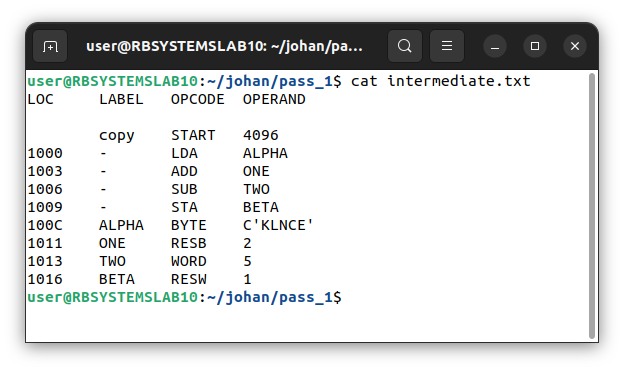 user@RBSYSTEMSLAB10: ~/johan/pa...
user@RBSYSTEMSLAB10:~/johan/pass_1$ cat intermediate.txt
LOC     LABEL   OPCODE  OPERAND
        copy    START   4096
1000    -       LDA     ALPHA
1003    -       ADD     ONE
1006    -       SUB     TWO
1009    -       STA     BETA
100C    ALPHA   BYTE    C'KLNCE'
1011    ONE     RESB    2
1013    TWO     WORD    5
1016    BETA    RESW    1
user@RBSYSTEMSLAB10:~/johan/pass_1$